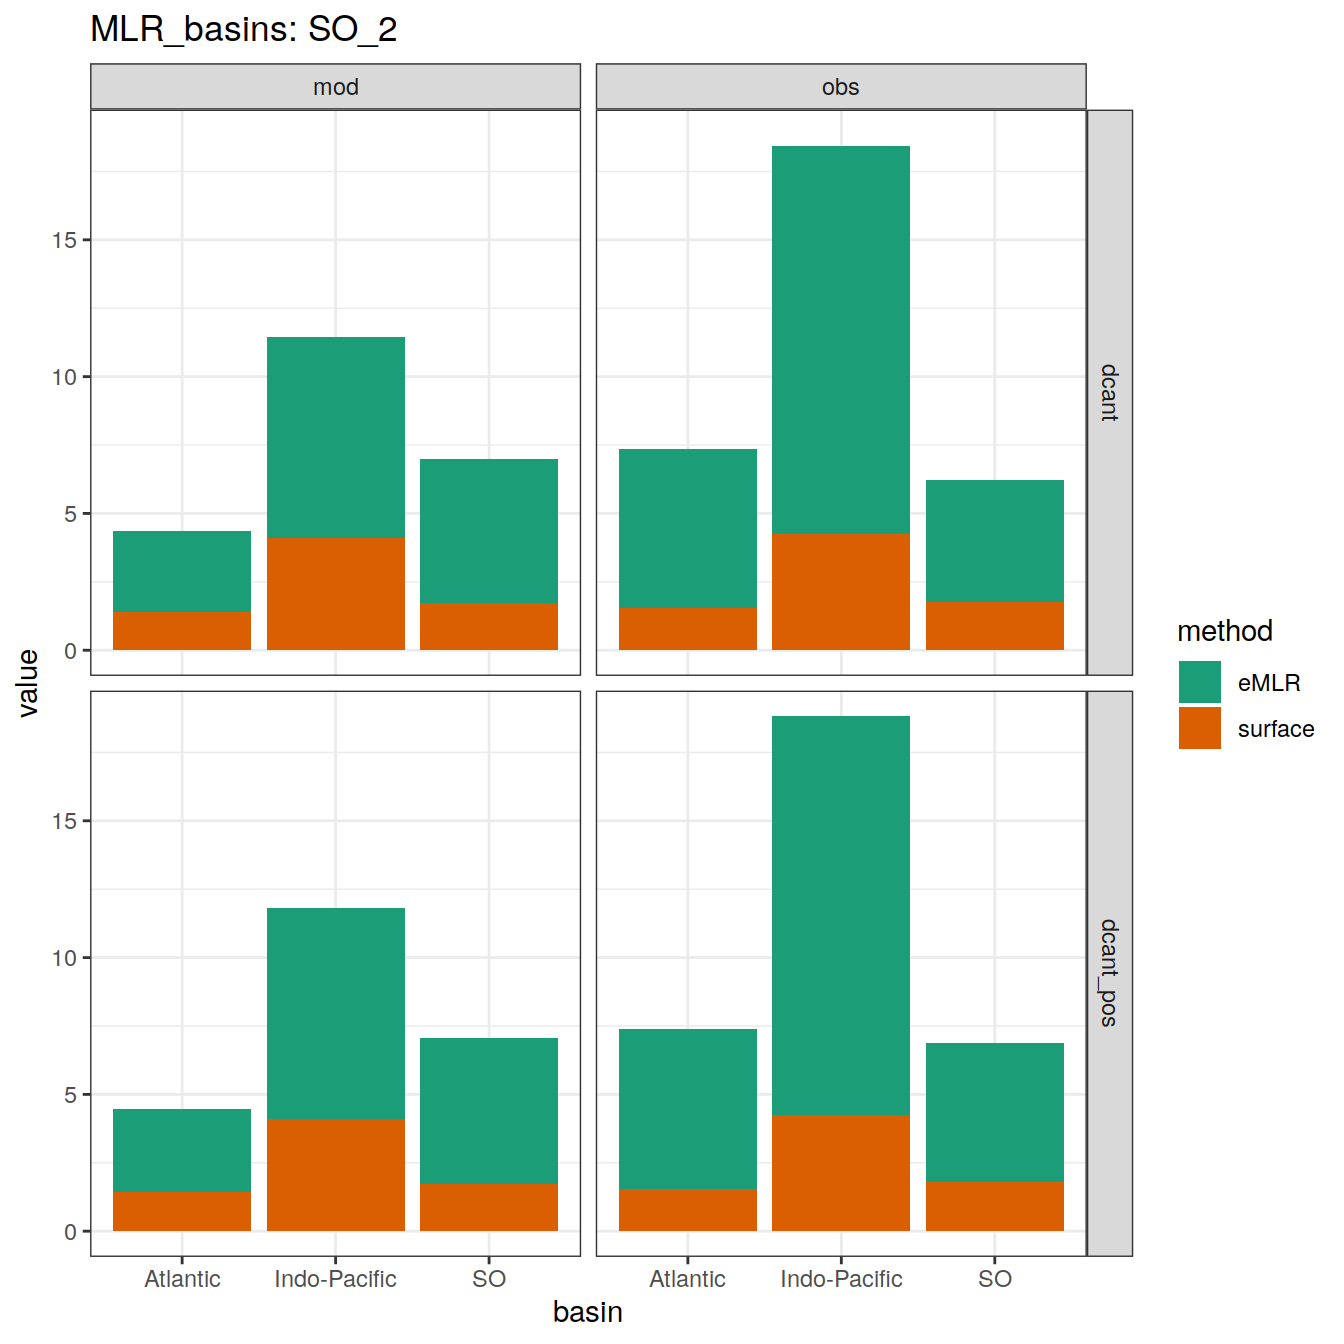 MLR_basins: SO_2
mod
obs
15
10
5
0
dcant
15
10
5
0
dcant_pos
value
Atlantic
Indo-Pacific
SO
Atlantic
Indo-Pacific
SO
basin
method
eMLR
surface